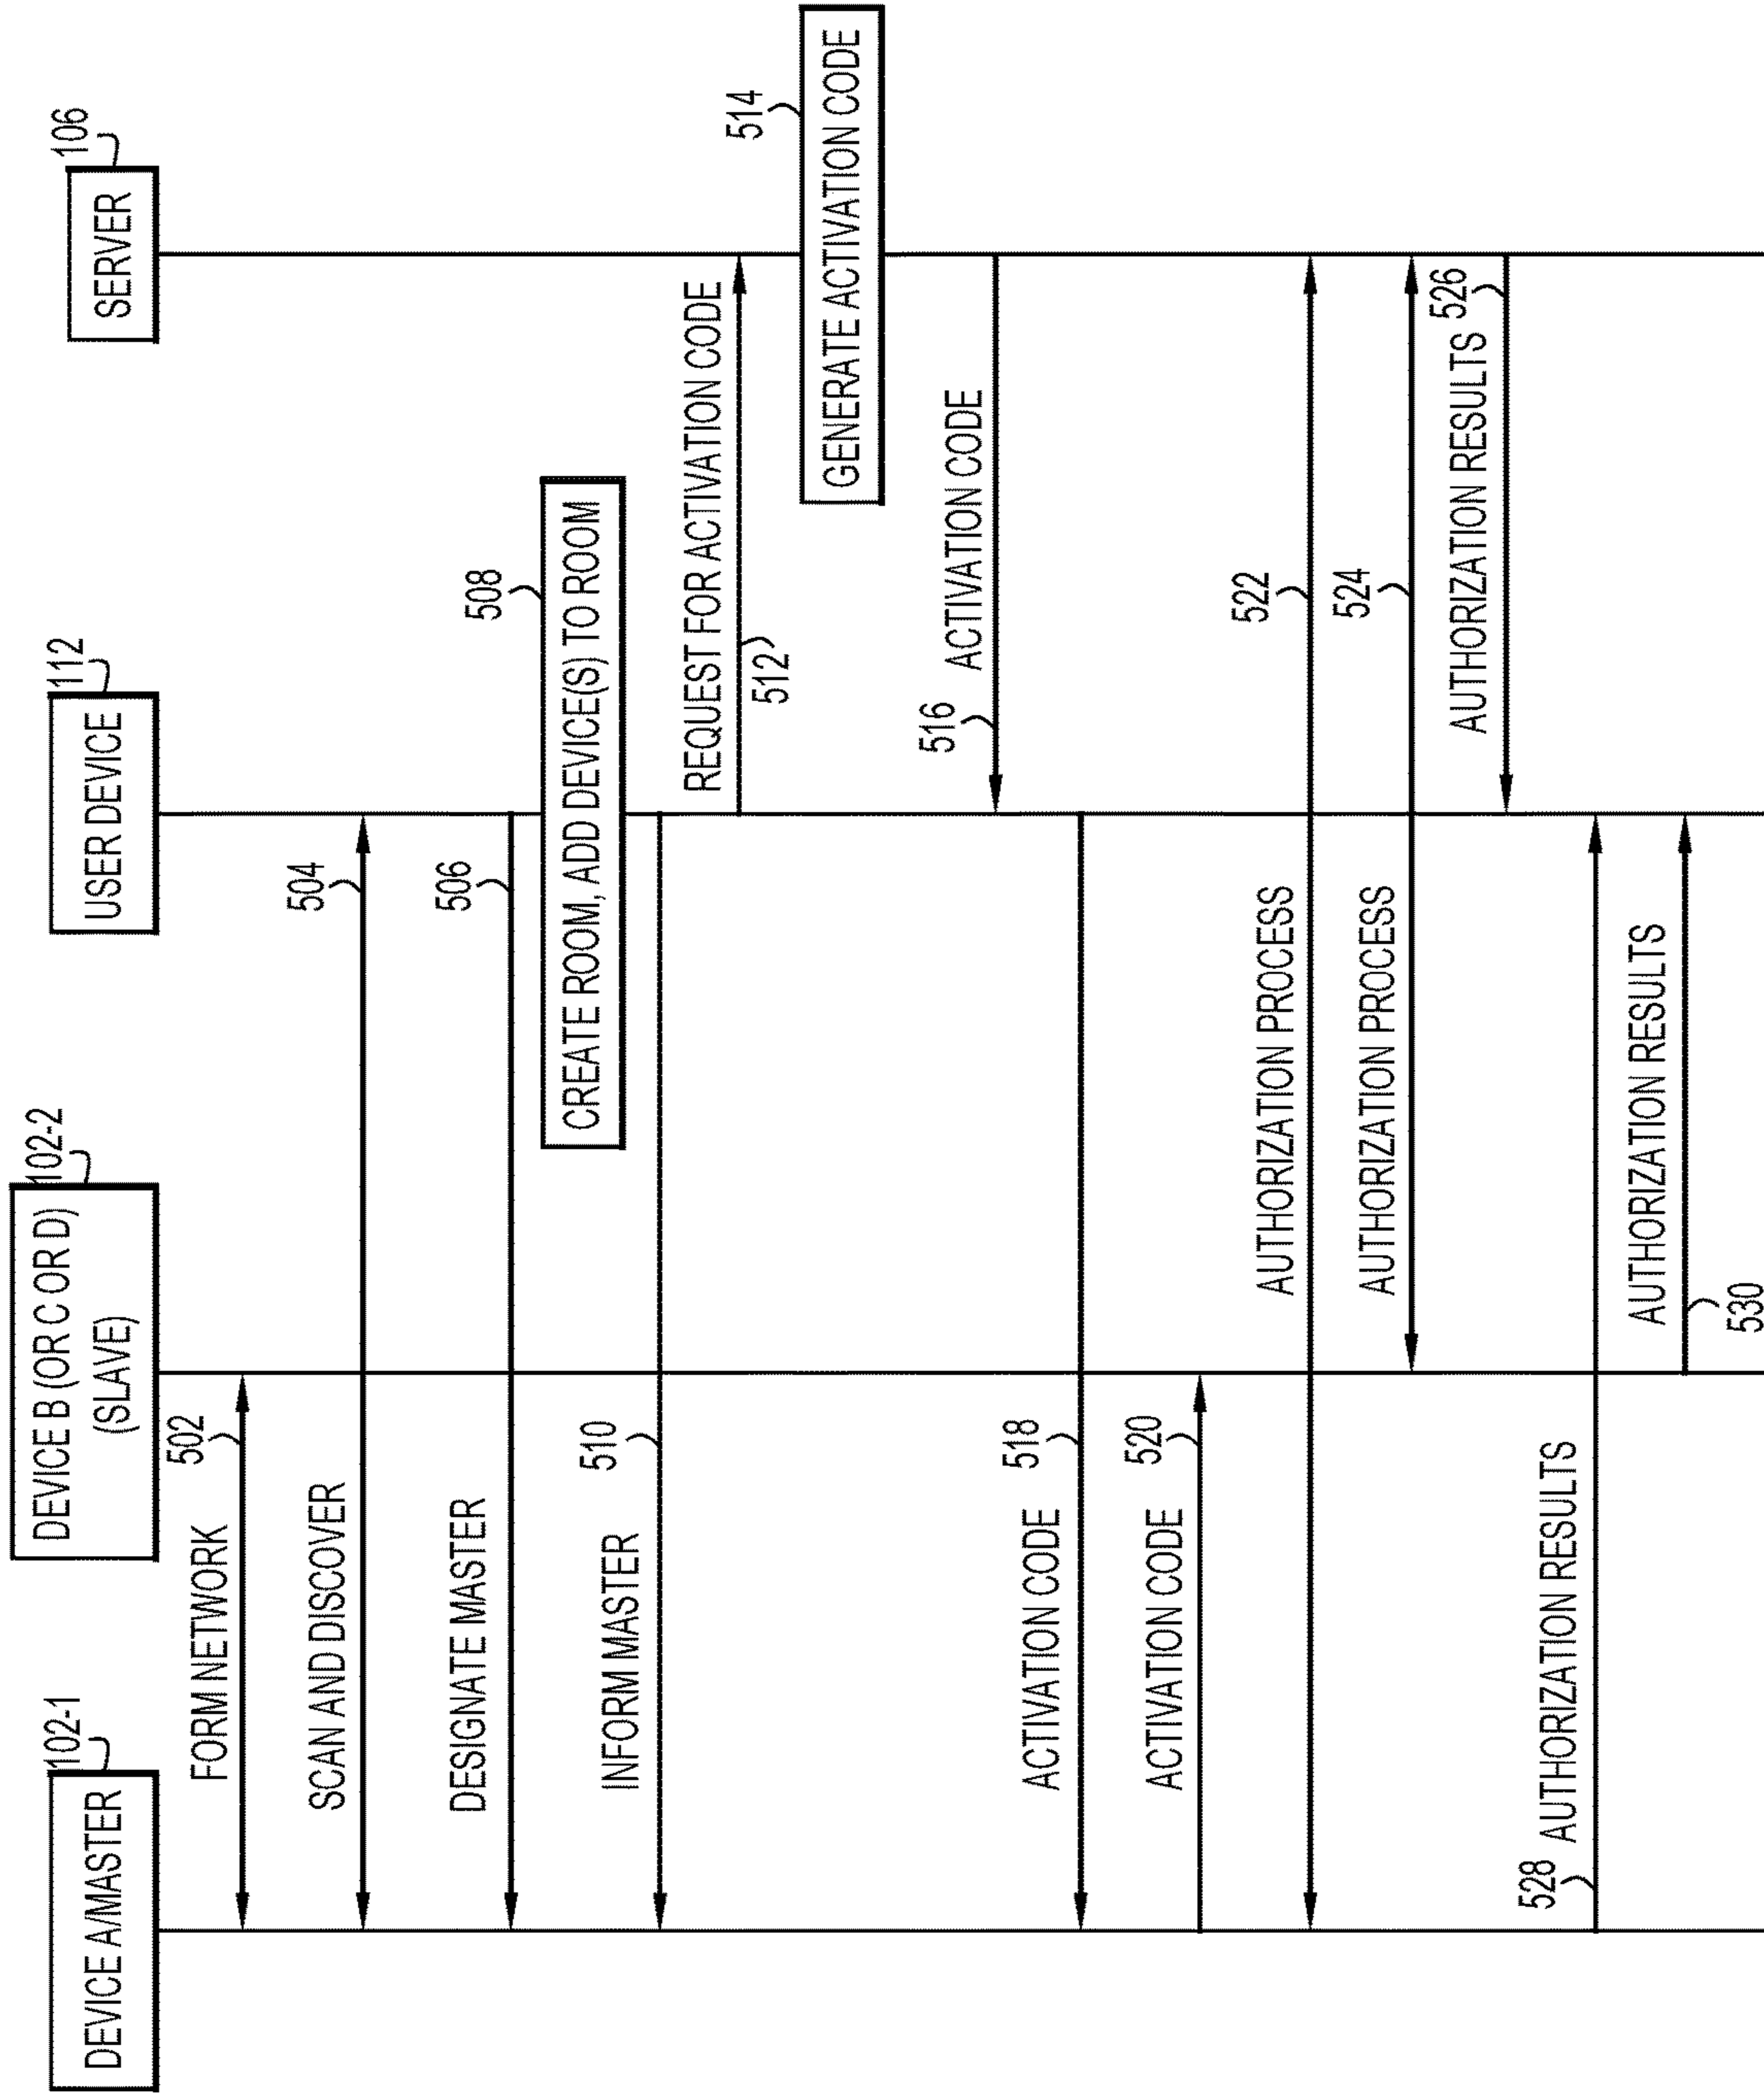 DEVICE A/MASTER
102-1
DEVICE B (OR C OR D)
(SLAVE)
102-2
USER DEVICE
112
SERVER
106
FORM NETWORK
502
SCAN AND DISCOVER
504
DESIGNATE MASTER
506
CREATE ROOM, ADD DEVICE(S) TO ROOM
508
INFORM MASTER
510
REQUEST FOR ACTIVATION CODE
512
GENERATE ACTIVATION CODE
514
516
ACTIVATION CODE
ACTIVATION CODE
518
ACTIVATION CODE
520
AUTHORIZATION PROCESS
522
AUTHORIZATION PROCESS
524
AUTHORIZATION RESULTS
526
528
AUTHORIZATION RESULTS
AUTHORIZATION RESULTS
530